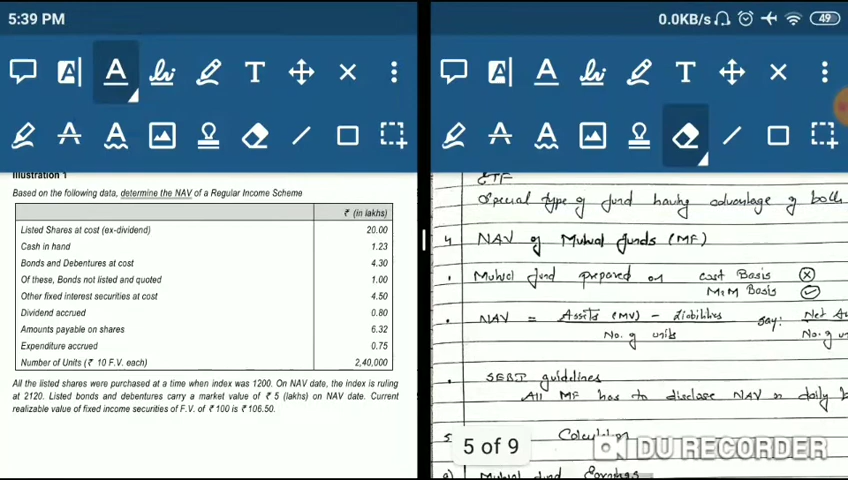 5:39 PM
0.0KB/s
49
Illustration 1
Based on the following data, determine the NAV of a Regular Income Scheme
₹ (in lakhs)
Listed Shares at cost (ex-dividend) 20.00
Cash in hand 1.23
Bonds and Debentures at cost 4.30
Of these, Bonds not listed and quoted 1.00
Other fixed interest securities at cost 4.50
Dividend accrued 0.80
Amounts payable on shares 6.32
Expenditure accrued 0.75
Number of Units (₹ 10 F.V. each) 2,40,000
All the listed shares were purchased at a time when index was 1200. On NAV date, the index is ruling
at 2120. Listed bonds and debentures carry a market value of ₹ 5 (lakhs) on NAV date. Current
realizable value of fixed income securities of F.V. of ₹ 100 is ₹ 106.50.
ETF
Special type of fund having advantage of both
4 NAV of Mutual funds (MF)
Mutual fund prepared on cost Basis
M2M Basis
NAV = Assets (MV) - Liabilities say: Net
No. of units No. of
SEBI guidelines
All MF has to disclose NAV on daily
5 Calculation
5 of 9
DU RECORDER
a) Mutual fund Earnings